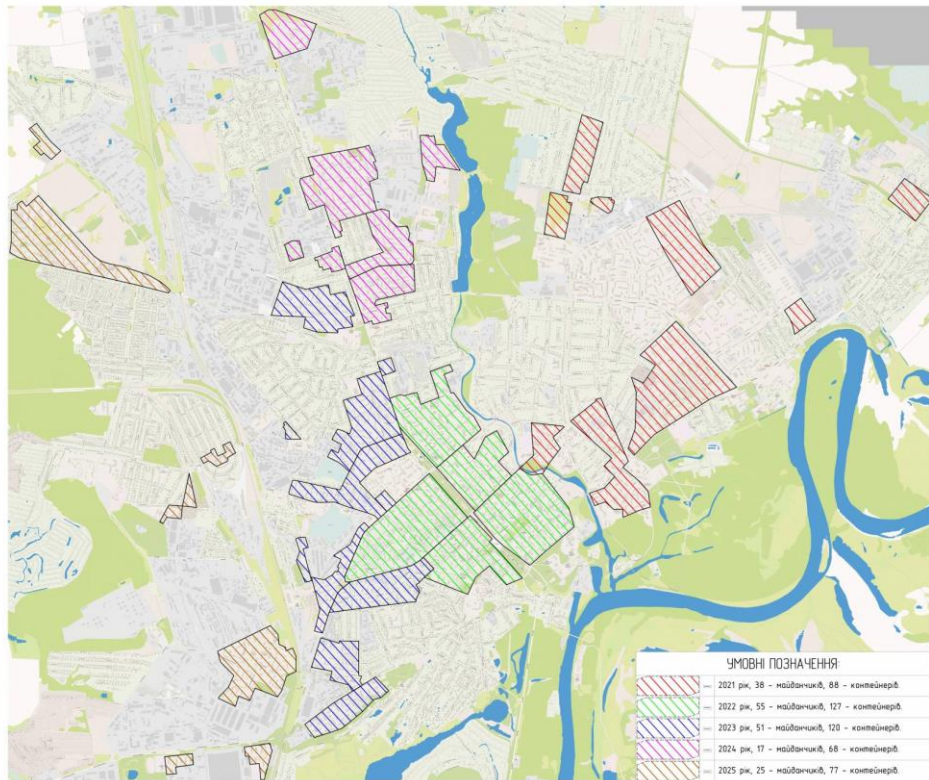 УМОВНІ ПОЗНАЧЕННЯ:
2021 рік, 38 - майданчиків, 88 - контейнерів.
2022 рік, 55 - майданчиків, 127 - контейнерів.
2023 рік, 51 - майданчиків, 120 - контейнерів.
2024 рік, 17 - майданчиків, 68 - контейнерів.
2025 рік, 25 - майданчиків, 77 - контейнерів.